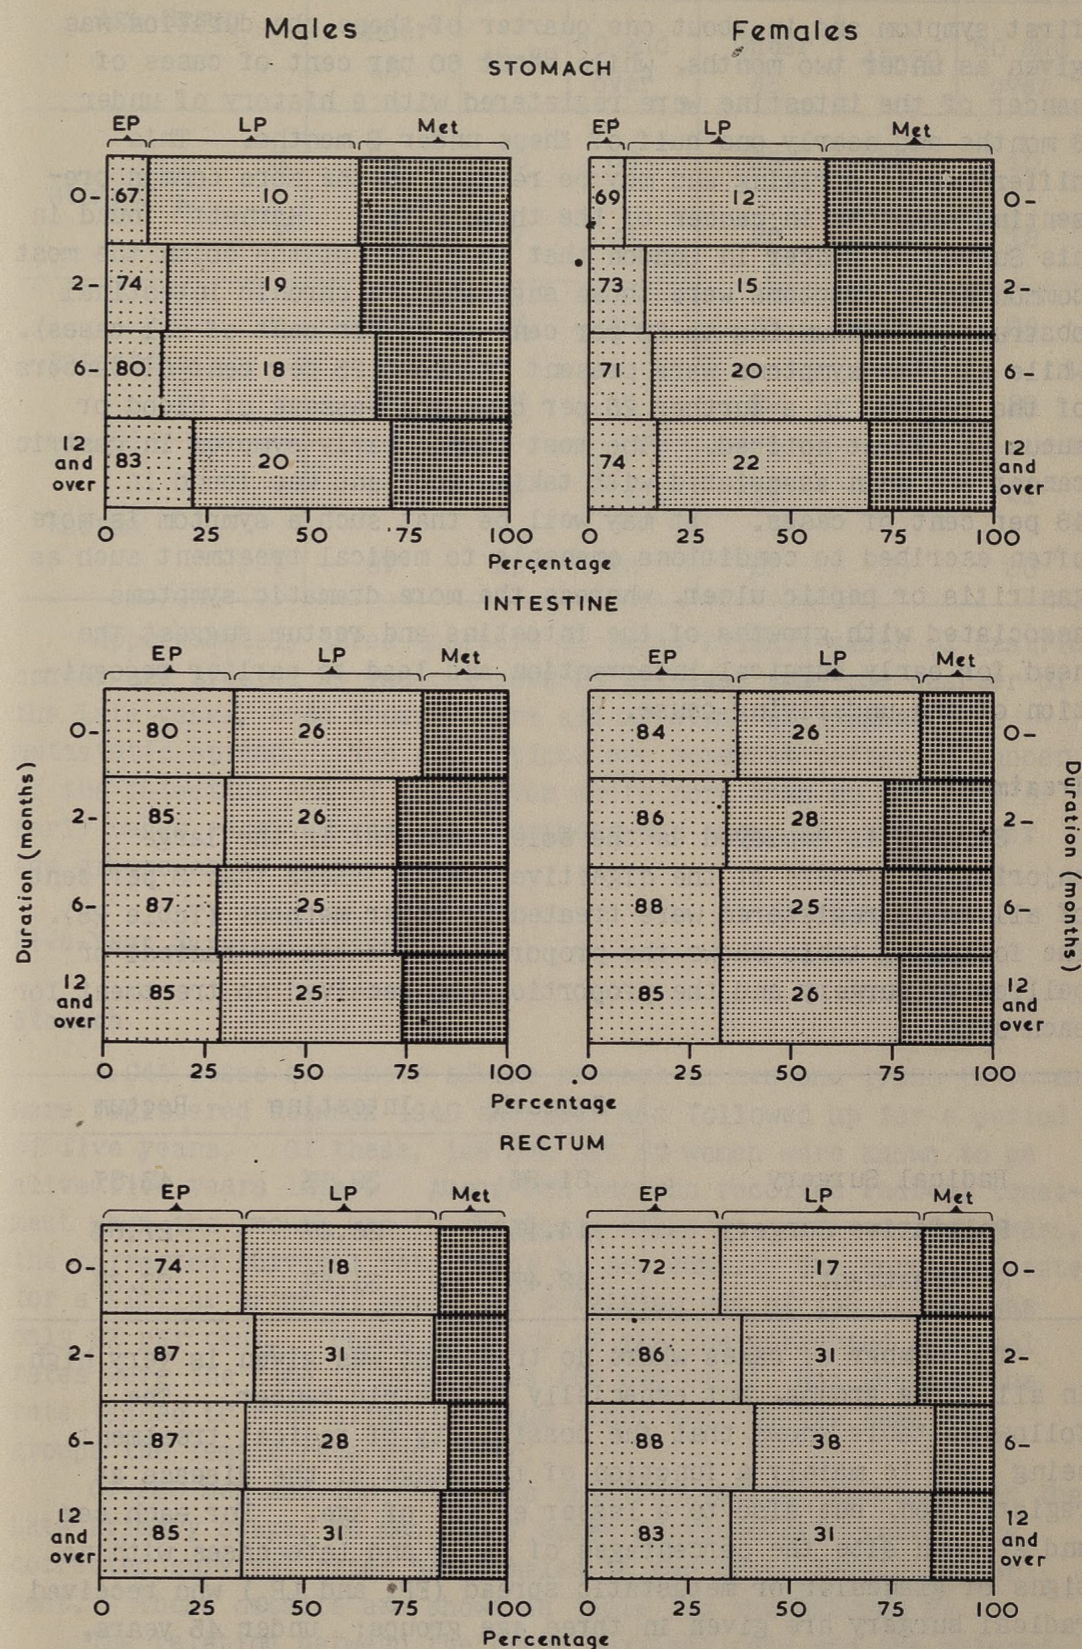 Males Females
STOMACH
EP LP Met EP LP Met
0- 67 10 69 12 0-
2- 74 19 73 15 2-
6- 80 18 71 20 6-
12 and over 83 20 74 22 12 and over
0 25 50 75 100 0 25 50 75 100
Percentage
INTESTINE
EP LP Met EP LP Met
0- 80 26 84 26 0-
2- 85 26 86 28 2-
6- 87 25 88 25 6-
12 and over 85 25 85 26 12 and over
Duration (months) Duration (months)
0 25 50 75 100 0 25 50 75 100
Percentage
RECTUM
EP LP Met EP LP Met
0- 74 18 72 17 0-
2- 87 31 86 31 2-
6- 87 28 88 38 6-
12 and over 85 31 83 31 12 and over
0 25 50 75 100 0 25 50 75 100
Percentage